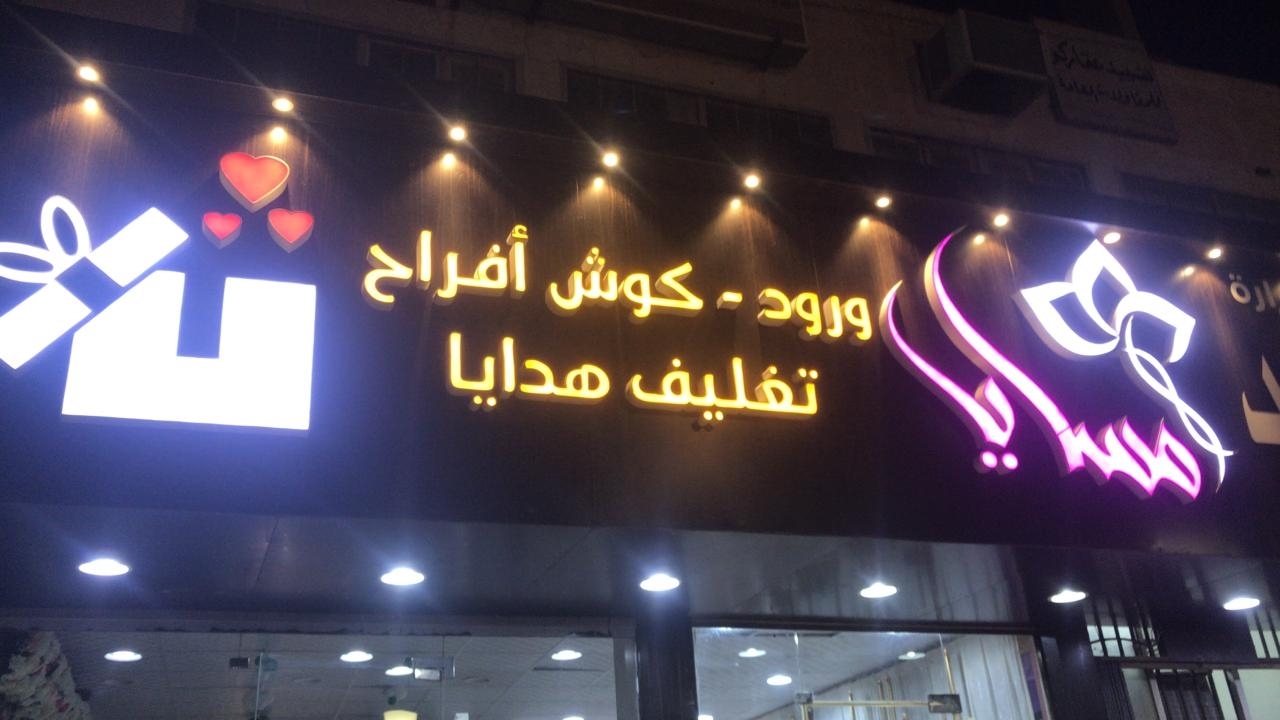 مسايا
ورود - كوش أفراح
تغليف هدايا